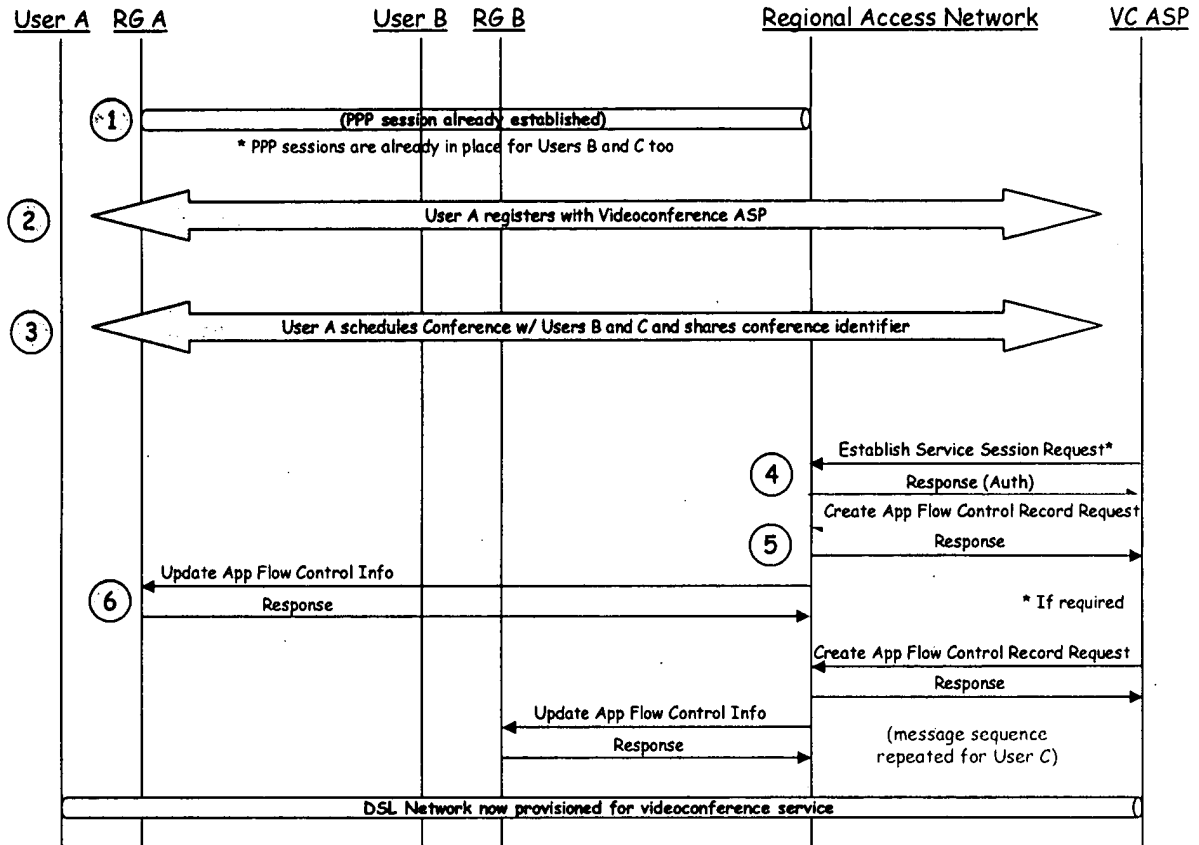 User A RG A User B RG B Regional Access Network VC ASP
1 (PPP session already established)
* PPP sessions are already in place for Users B and C too
2 User A registers with Videoconference ASP
3 User A schedules Conference w/ Users B and C and shares conference identifier
Establish Service Session Request*
4 Response (Auth)
Create App Flow Control Record Request
5 Response
Update App Flow Control Info
6 Response * If required
Create App Flow Control Record Request
Response
Update App Flow Control Info
Response (message sequence
repeated for User C)
DSL Network now provisioned for videoconference service